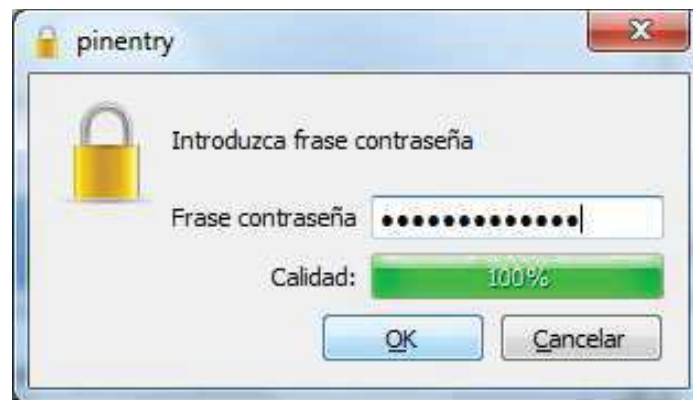 pinentry
Introduzca frase contraseña
Frase contraseña •••••••••••••
Calidad: 100%
OK Cancelar